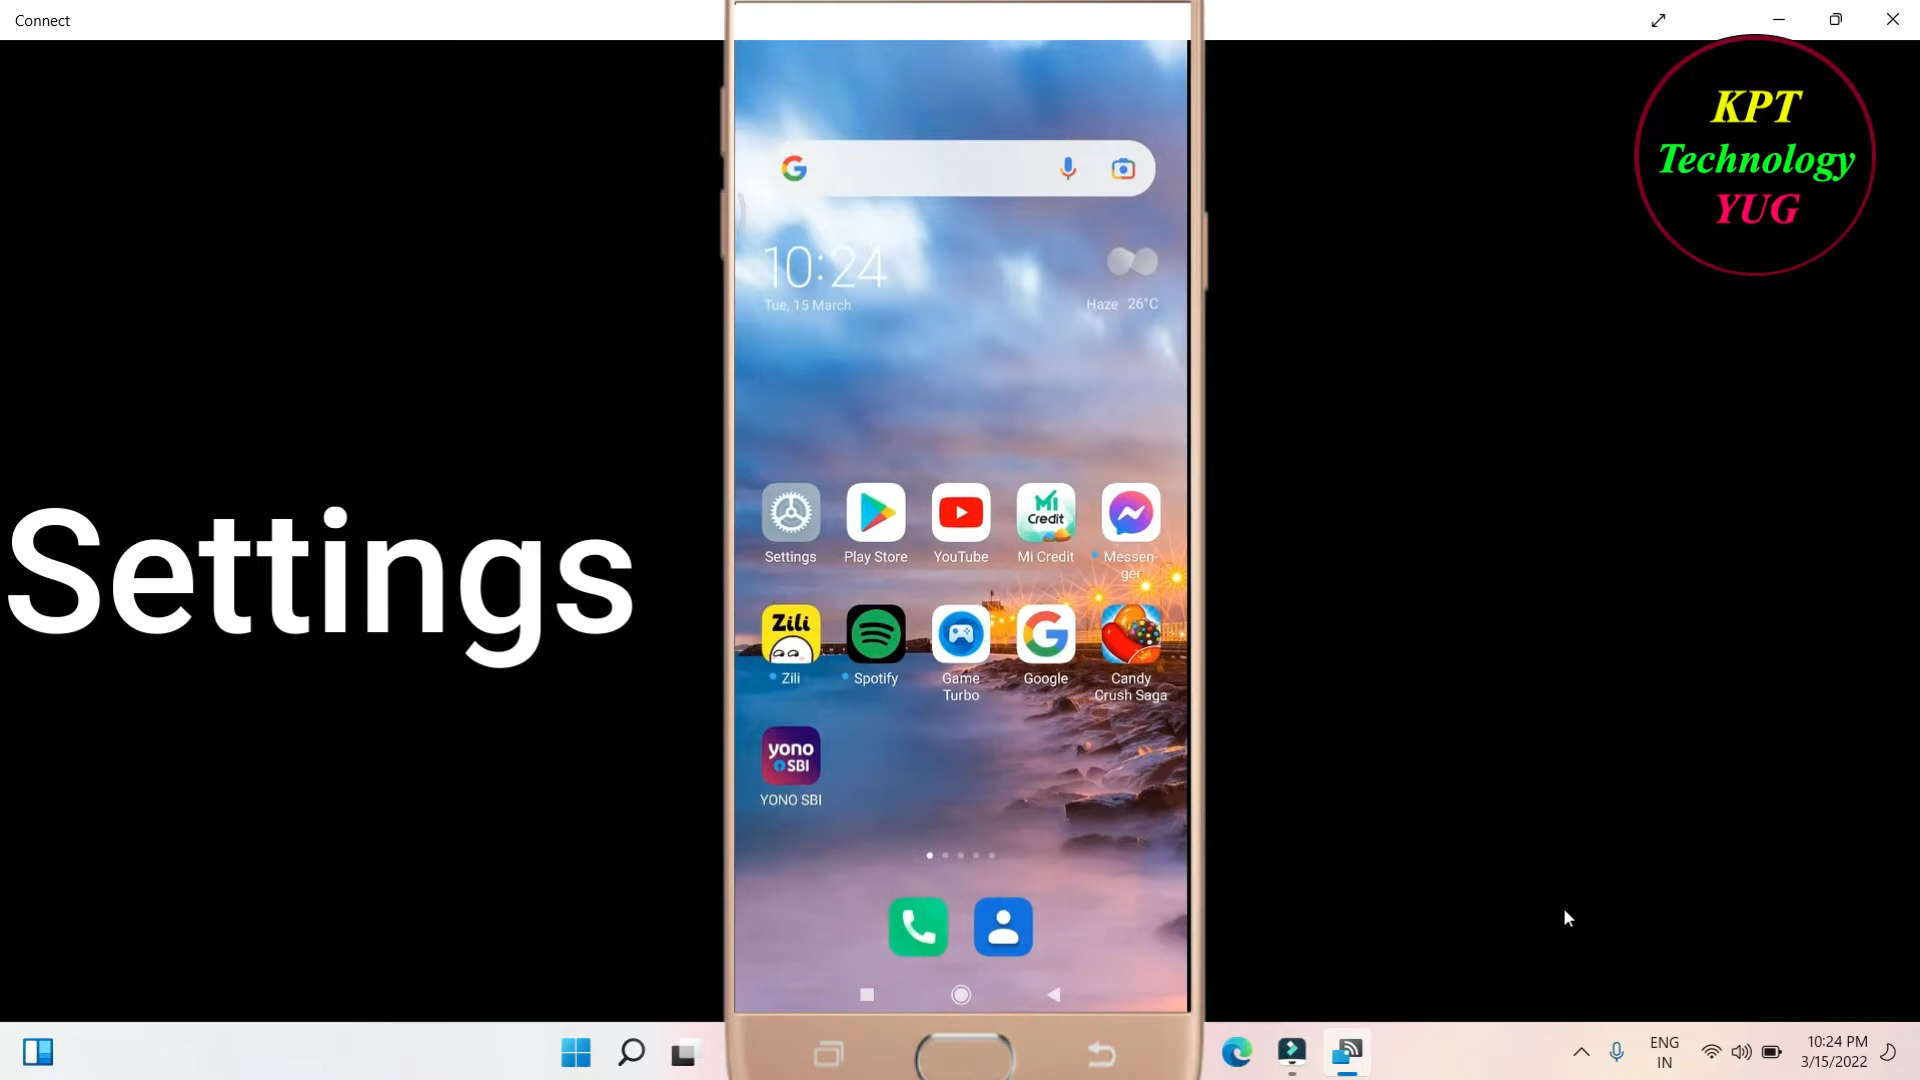 Connect
KPT
Technology
YUG
10:24
Tue, 15 March
Haze 26°C
Settings
Mi
Credit
Settings
Play Store
YouTube
Mi Credit
Messen-
ger
Zili
Zili
Spotify
Game
Turbo
Google
Candy
Crush Saga
yono
SBI
YONO SBI
ENG
IN
10:24 PM
3/15/2022